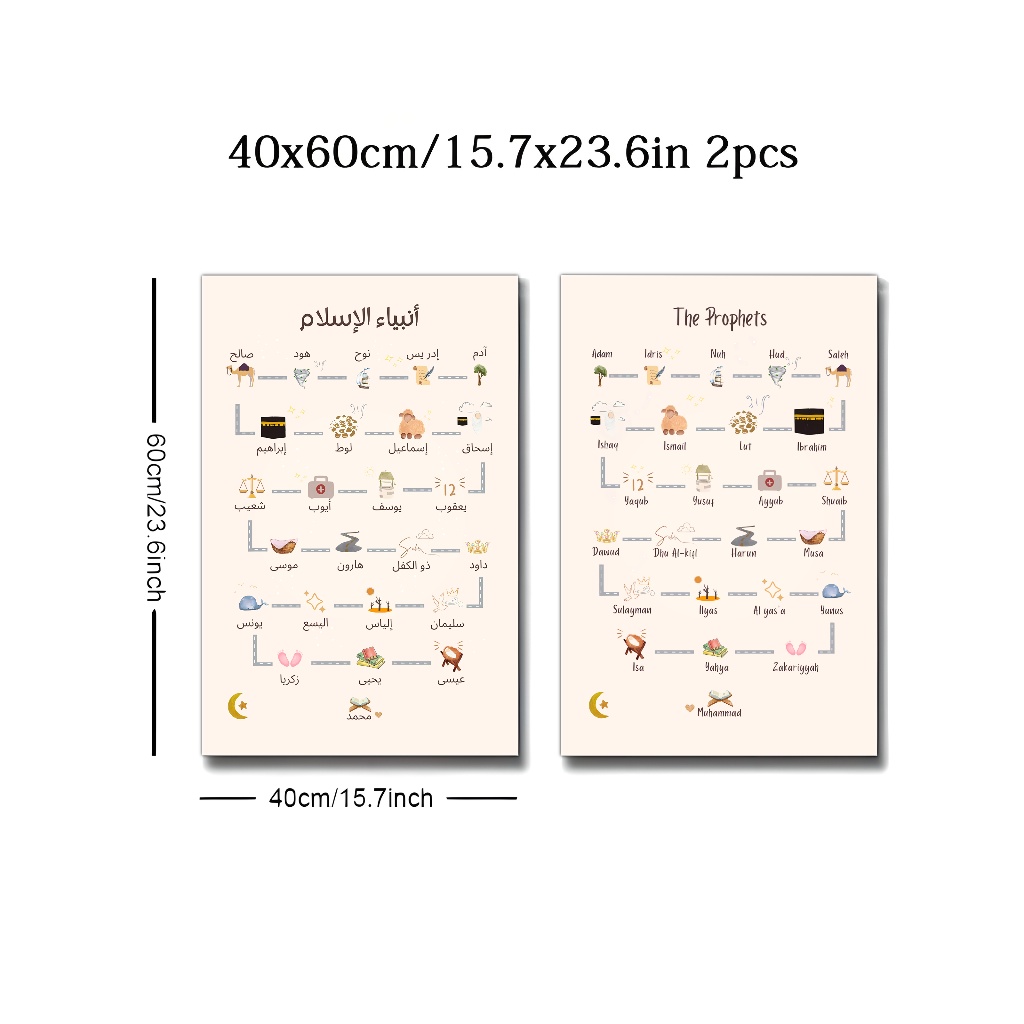 40x60cm/15.7x23.6in 2pcs
60cm/23.6inch
أنبياء الإسلام
آدم إدريس نوح هود صالح
إسحاق إسماعيل لوط إبراهيم
12
يعقوب يوسف أيوب شعيب
داود ذو الكفل هارون موسى
سليمان إلياس اليسع يونس
عيسى يحيى زكريا
محمد
The Prophets
Adam Idris Nuh Hud Saleh
Ishaq Ismail Lut Ibrahim
12
Yaqub Yusuf Ayyub Shuaib
Dawud Dhu Al-kifl Harun Musa
Sulayman Ilyas Al yas'a Yunus
Isa Yahya Zakariyyah
Muhammad
40cm/15.7inch